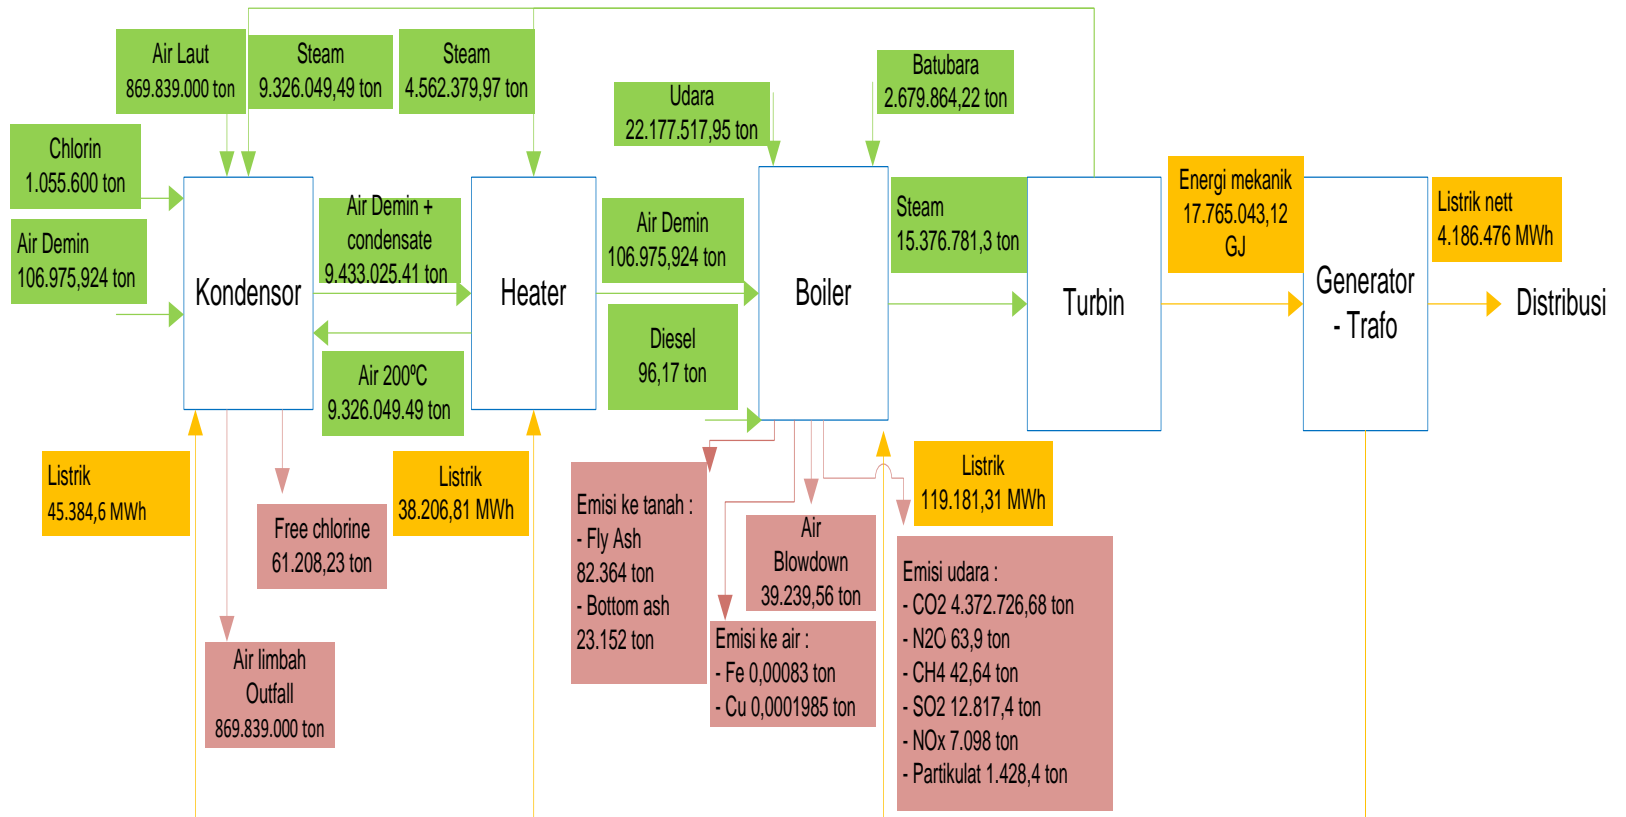 Air Laut
869.839.000 ton
Steam
9.326.049,49 ton
Steam
4.562.379,97 ton
Udara
22.177.517,95 ton
Batubara
2.679.864,22 ton
Chlorin
1.055.600 ton
Air Demin
106.975,924 ton
Kondensor
Air Demin +
condensate
9.433.025.41 ton
Air 200ºC
9.326.049.49 ton
Heater
Air Demin
106.975,924 ton
Diesel
96,17 ton
Boiler
Steam
15.376.781,3 ton
Turbin
Energi mekanik
17.765.043,12
GJ
Generator
- Trafo
Listrik nett
4.186.476 MWh
Distribusi
Listrik
45.384,6 MWh
Free chlorine
61.208,23 ton
Air limbah
Outfall
869.839.000 ton
Listrik
38.206,81 MWh
Emisi ke tanah :
- Fly Ash
82.364 ton
- Bottom ash
23.152 ton
Emisi ke air :
- Fe 0,00083 ton
- Cu 0,0001985 ton
Air
Blowdown
39.239,56 ton
Listrik
119.181,31 MWh
Emisi udara :
- CO2 4.372.726,68 ton
- N2O 63,9 ton
- CH4 42,64 ton
- SO2 12.817,4 ton
- NOx 7.098 ton
- Partikulat 1.428,4 ton